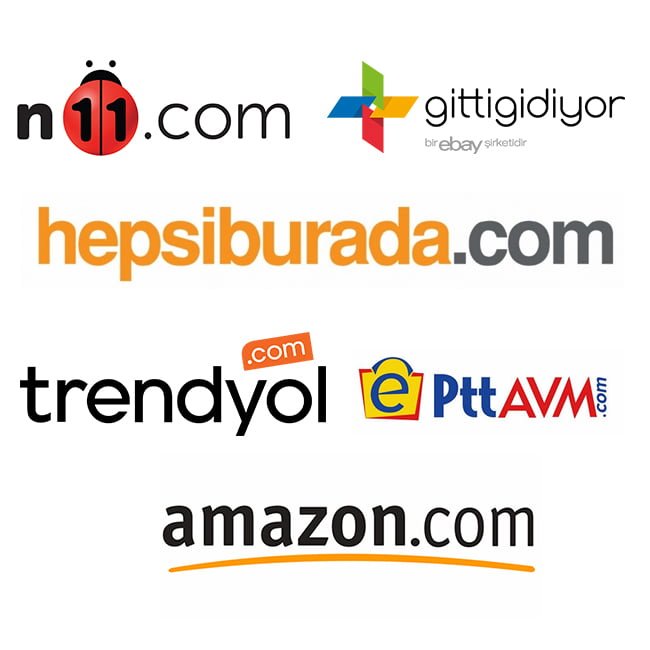 n11.com
gittigidiyor
bir ebay şirketidir
hepsiburada.com
trendyol.com
e PttAVM.com
amazon.com